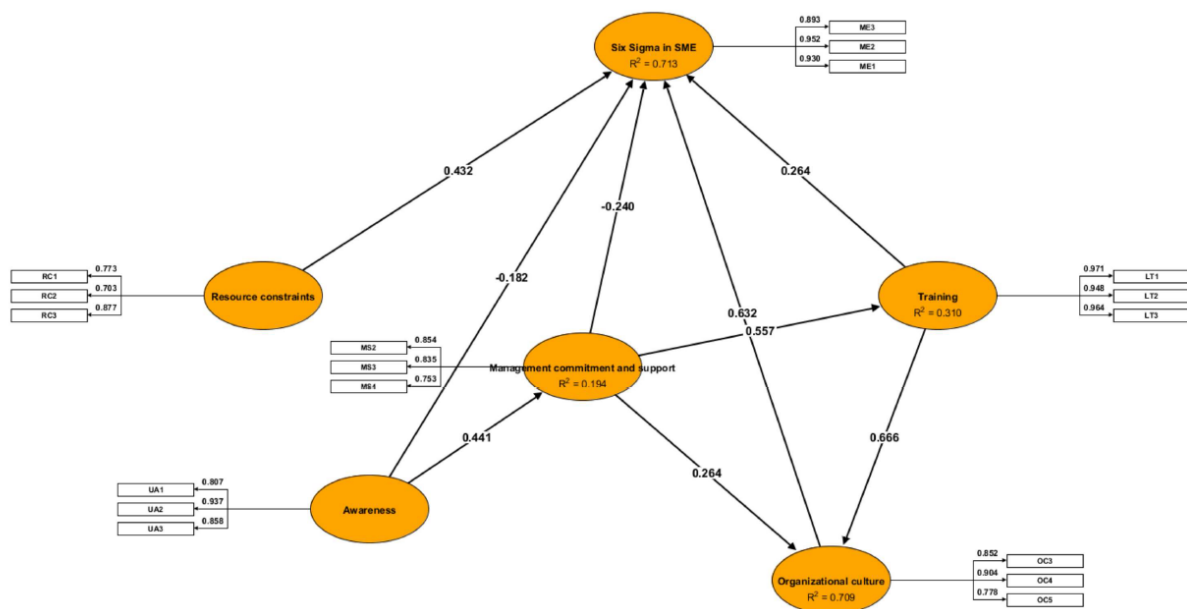 Six Sigma in SME
R² = 0.713
0.893
ME3
0.952
ME2
0.930
ME1
0.432
0.264
-0.240
-0.182
RC1
0.773
RC2
0.703
RC3
0.877
Resource constraints
Training
R² = 0.310
0.971
LT1
0.948
LT2
0.964
LT3
0.632
0.557
MS2
0.854
MS3
0.835
MS4
0.753
Management commitment and support
R² = 0.194
0.441
0.666
0.264
UA1
0.807
UA2
0.937
UA3
0.858
Awareness
Organizational culture
R² = 0.709
0.852
OC3
0.904
OC4
0.778
OC5